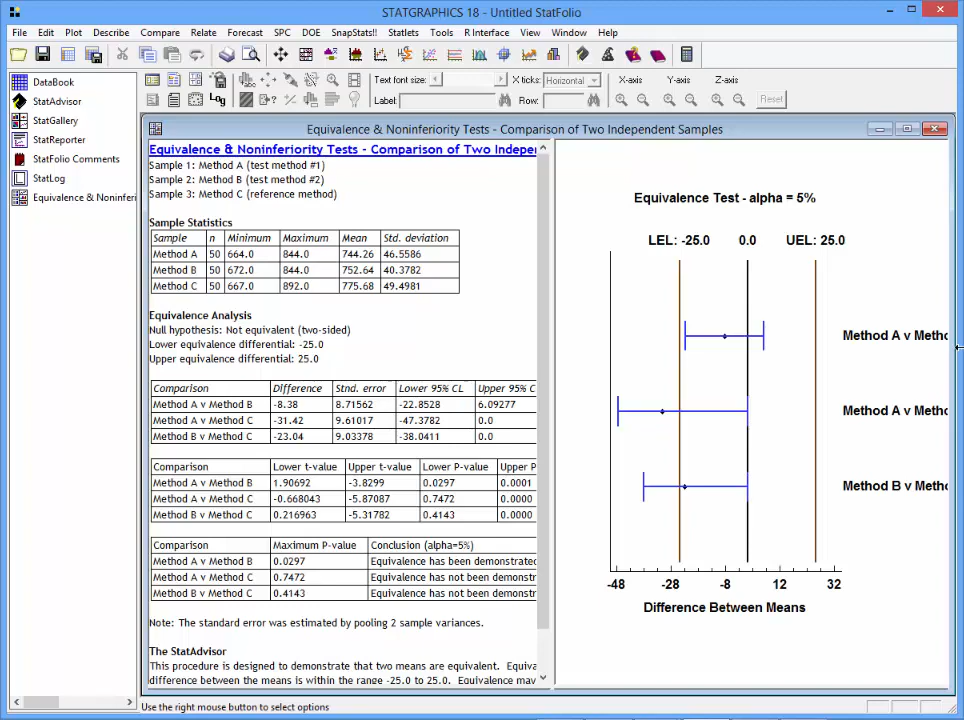 STATGRAPHICS 18 - Untitled StatFolio
File Edit Plot Describe Compare Relate Forecast SPC DOE SnapStats!! Statlets Tools R Interface View Window Help
Text font size: X ticks: Horizontal X-axis Y-axis Z-axis
Log Label: Row: Reset
DataBook
StatAdvisor
StatGallery
StatReporter
StatFolio Comments
StatLog
Equivalence & Noninferi
Equivalence & Noninferiority Tests - Comparison of Two Independent Samples
Equivalence & Noninferiority Tests - Comparison of Two Indepe
Sample 1: Method A (test method #1)
Sample 2: Method B (test method #2)
Sample 3: Method C (reference method)
Sample Statistics
Sample n Minimum Maximum Mean Std. deviation
Method A 50 664.0 844.0 744.26 46.5586
Method B 50 672.0 844.0 752.64 40.3782
Method C 50 667.0 892.0 775.68 49.4981
Equivalence Analysis
Null hypothesis: Not equivalent (two-sided)
Lower equivalence differential: -25.0
Upper equivalence differential: 25.0
Comparison Difference Stnd. error Lower 95% CL Upper 95% C
Method A v Method B -8.38 8.71562 -22.8528 6.09277
Method A v Method C -31.42 9.61017 -47.3782 0.0
Method B v Method C -23.04 9.03378 -38.0411 0.0
Comparison Lower t-value Upper t-value Lower P-value Upper P
Method A v Method B 1.90692 -3.8299 0.0297 0.0001
Method A v Method C -0.668043 -5.87087 0.7472 0.0000
Method B v Method C 0.216963 -5.31782 0.4143 0.0000
Comparison Maximum P-value Conclusion (alpha=5%)
Method A v Method B 0.0297 Equivalence has been demonstrated
Method A v Method C 0.7472 Equivalence has not been demonstr
Method B v Method C 0.4143 Equivalence has not been demonstr
Note: The standard error was estimated by pooling 2 sample variances.
The StatAdvisor
This procedure is designed to demonstrate that two means are equivalent. Equiva
difference between the means is within the range -25.0 to 25.0. Equivalence may
Equivalence Test - alpha = 5%
LEL: -25.0 0.0 UEL: 25.0
Method A v Metho
Method A v Metho
Method B v Metho
-48 -28 -8 12 32
Difference Between Means
Use the right mouse button to select options